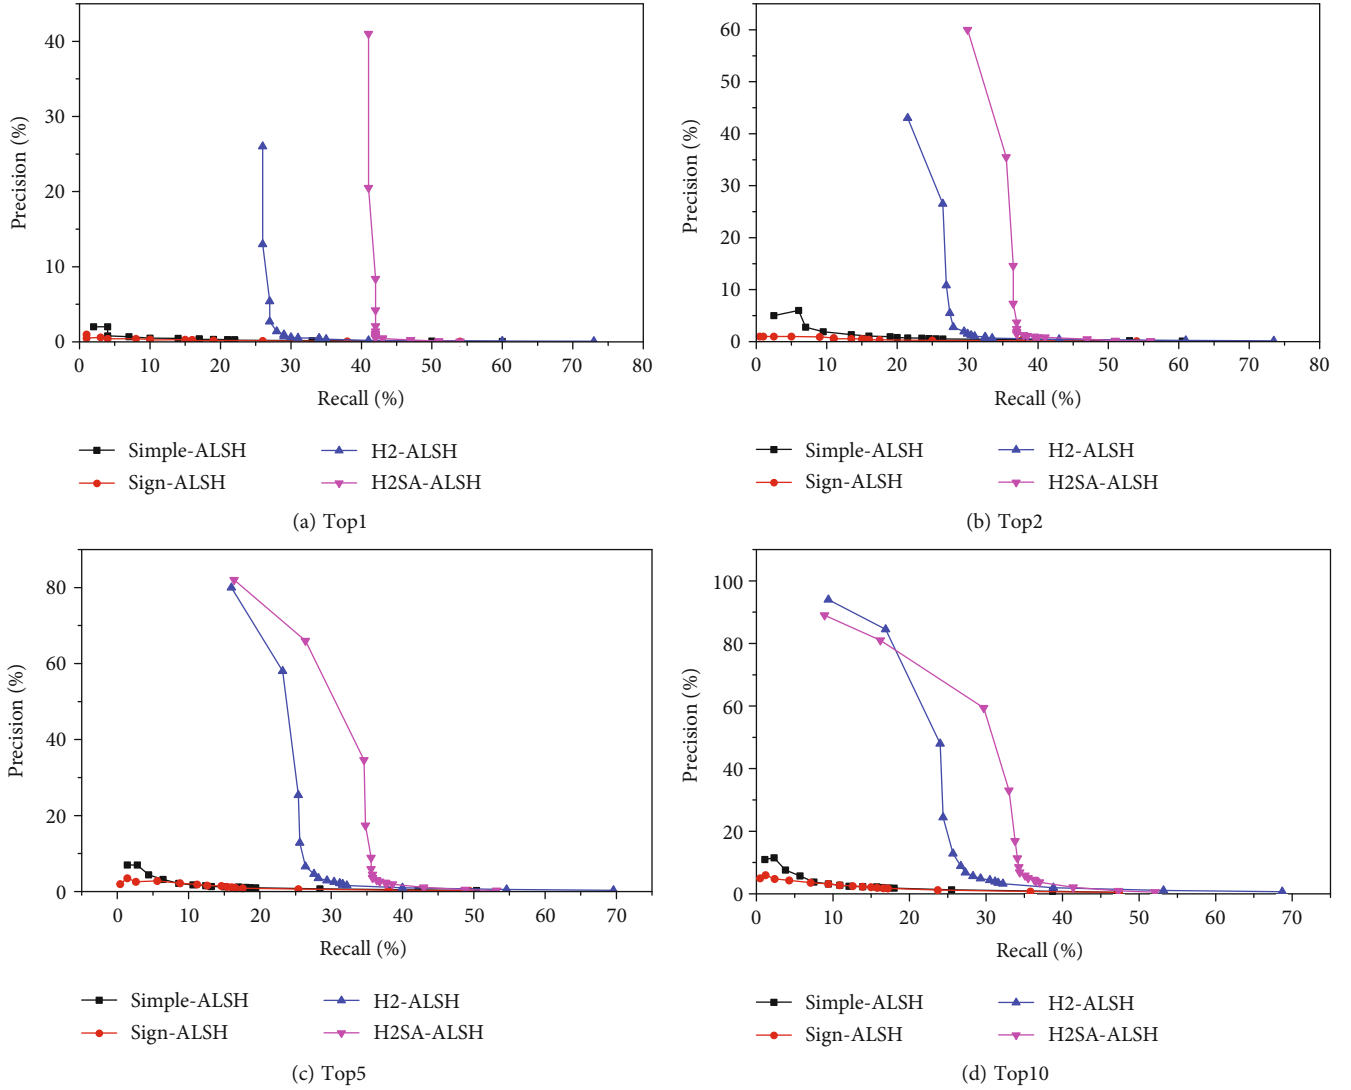 Precision (%)
40
30
20
10
0
0 10 20 30 40 50 60 70 80
Recall (%)
Simple-ALSH
Sign-ALSH
H2-ALSH
H2SA-ALSH
(a) Top1
Precision (%)
60
50
40
30
20
10
0
0 10 20 30 40 50 60 70 80
Recall (%)
Simple-ALSH
Sign-ALSH
H2-ALSH
H2SA-ALSH
(b) Top2
Precision (%)
80
60
40
20
0
0 10 20 30 40 50 60 70
Recall (%)
Simple-ALSH
Sign-ALSH
H2-ALSH
H2SA-ALSH
(c) Top5
Precision (%)
100
80
60
40
20
0
0 10 20 30 40 50 60 70
Recall (%)
Simple-ALSH
Sign-ALSH
H2-ALSH
H2SA-ALSH
(d) Top10